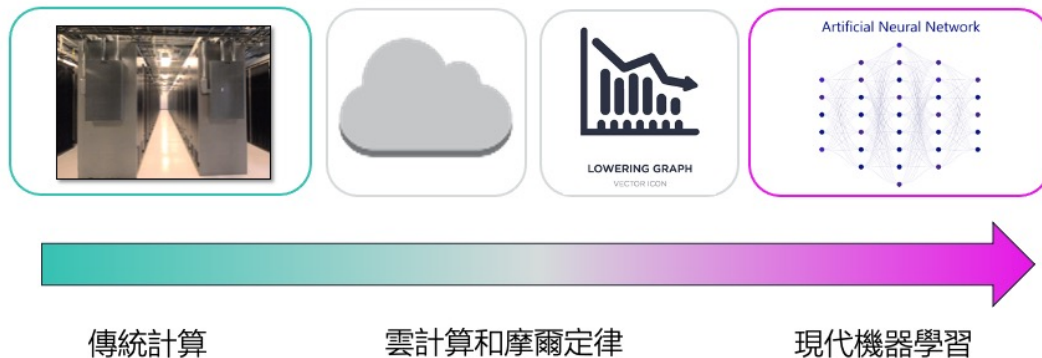 Artificial Neural Network
LOWERING GRAPH
VECTOR ICON
傳統計算
雲計算和摩爾定律
現代機器學習